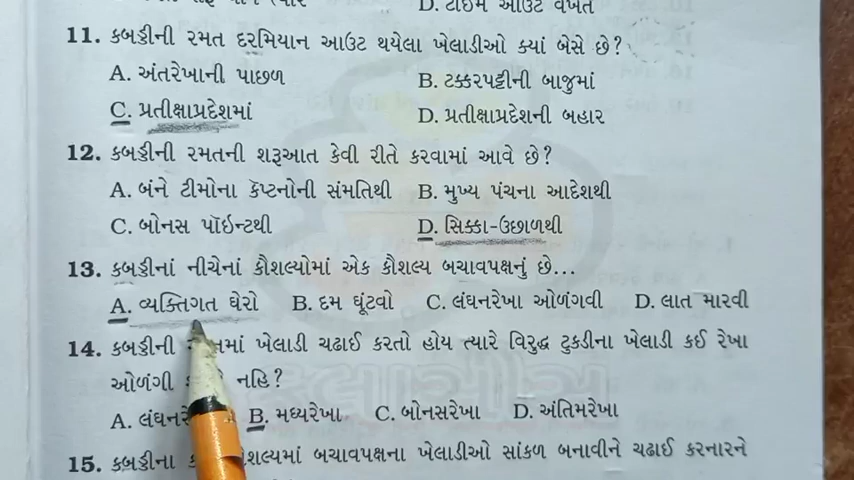 D. ટાઇમ આઉટ વખતે
11. કબડ્ડીની રમત દરમિયાન આઉટ થયેલા ખેલાડીઓ ક્યાં બેસે છે?
A. અંતરેખાની પાછળ B. ટક્કરપટ્ટીની બાજુમાં
C. પ્રતીક્ષાપ્રદેશમાં D. પ્રતીક્ષાપ્રદેશની બહાર
12. કબડ્ડીની રમતની શરૂઆત કેવી રીતે કરવામાં આવે છે?
A. બંને ટીમોના કૅપ્ટનોની સંમતિથી B. મુખ્ય પંચના આદેશથી
C. બોનસ પૉઇન્ટથી D. સિક્કા-ઉછાળથી
13. કબડ્ડીનાં નીચેનાં કૌશલ્યોમાં એક કૌશલ્ય બચાવપક્ષનું છે...
A. વ્યક્તિગત ઘેરો B. દમ ઘૂંટવો C. લંઘનરેખા ઓળંગવી D. લાત મારવી
14. કબડ્ડીની ખેલાડી ચઢાઈ કરતો હોય ત્યારે વિરુદ્ધ ટુકડીના ખેલાડી કઈ રેખા
ઓળંગી નહિ?
A. B. મધ્યરેખા C. બોનસરેખા D. અંતિમરેખા
15. કબડ્ડીના બચાવપક્ષના ખેલાડીઓ સાંકળ બનાવીને ચઢાઈ કરનારને